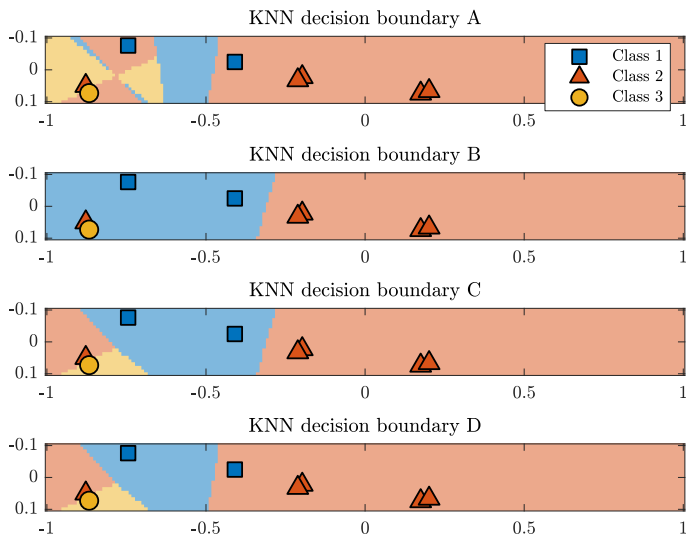 KNN decision boundary A
-0.1
0
0.1
Class 1
Class 2
Class 3
-1 -0.5 0 0.5 1
KNN decision boundary B
-0.1
0
0.1
-1 -0.5 0 0.5 1
KNN decision boundary C
-0.1
0
0.1
-1 -0.5 0 0.5 1
KNN decision boundary D
-0.1
0
0.1
-1 -0.5 0 0.5 1